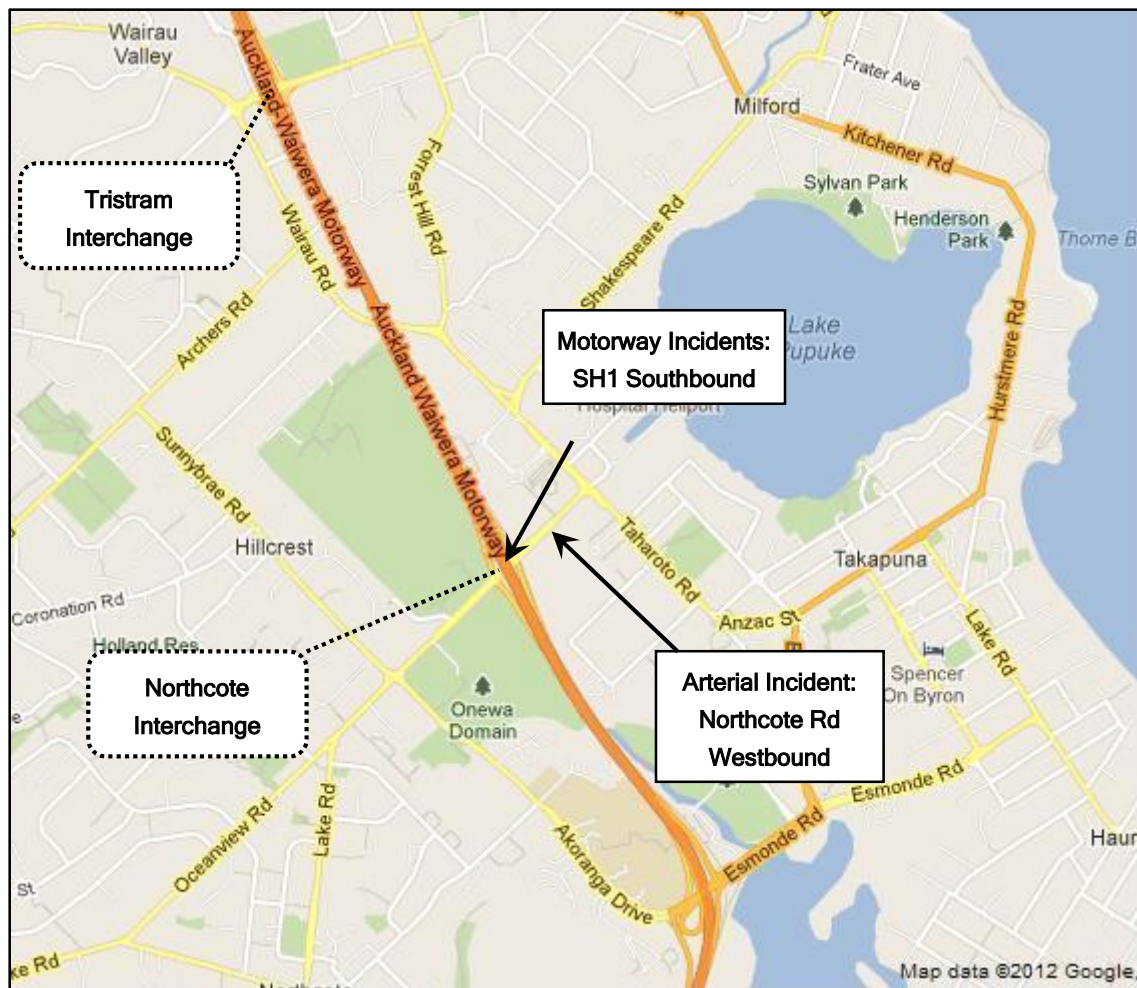 Wairau
Valley
Auckland-Waiwera Motorway
Frater Ave
Milford
Kitchener Rd
Forrest Hill Rd
Tristram
Interchange
Sylvan Park
Henderson
Park
Thorne B
Wairau Rd
Shakespeare Rd
Archers Rd
Auckland Waiwera Motorway
Motorway Incidents:
SH1 Southbound
Lake
Pupuke
Hospital Heliport
Hurstmere Rd
Sunnybrae Rd
Hillcrest
Taharoto Rd
Takapuna
Coronation Rd
Anzac St
Holland Res
Lake Rd
Northcote
Interchange
Arterial Incident:
Northcote Rd
Westbound
Spencer
On Byron
Onewa
Domain
Esmonde Rd
Esmonde Rd
Oceanview Rd
Lake Rd
Akoranga Drive
Haur
St
ke Rd
Map data ©2012 Google,